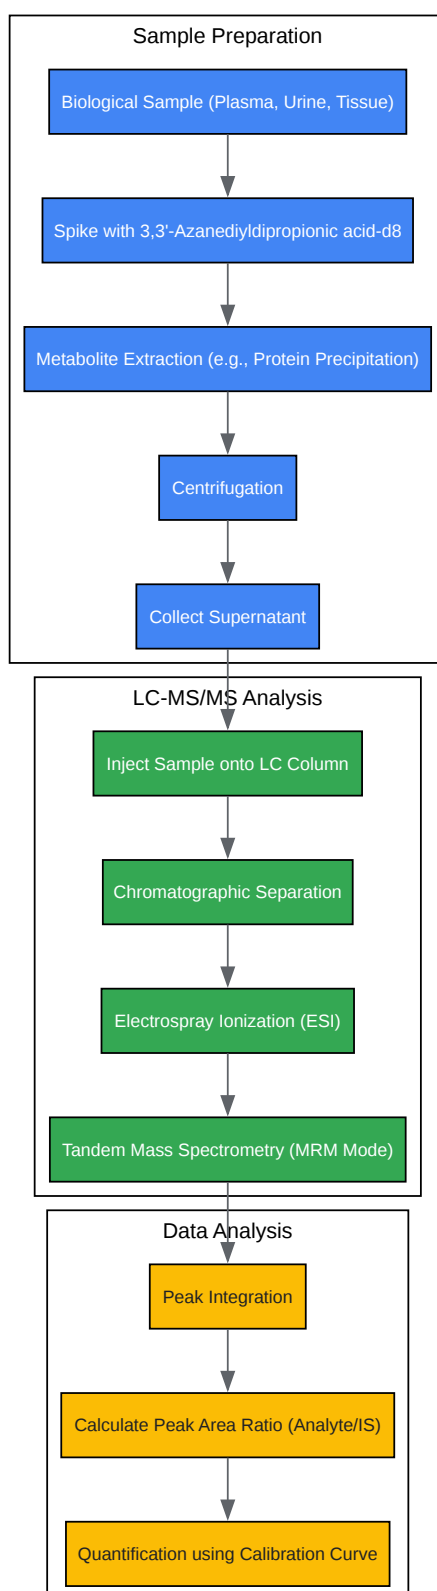 Sample Preparation
Biological Sample (Plasma, Urine, Tissue)
Spike with 3,3'-Azanediyldipropionic acid-d8
Metabolite Extraction (e.g., Protein Precipitation)
Centrifugation
Collect Supernatant
LC-MS/MS Analysis
Inject Sample onto LC Column
Chromatographic Separation
Electrospray Ionization (ESI)
Tandem Mass Spectrometry (MRM Mode)
Data Analysis
Peak Integration
Calculate Peak Area Ratio (Analyte/IS)
Quantification using Calibration Curve